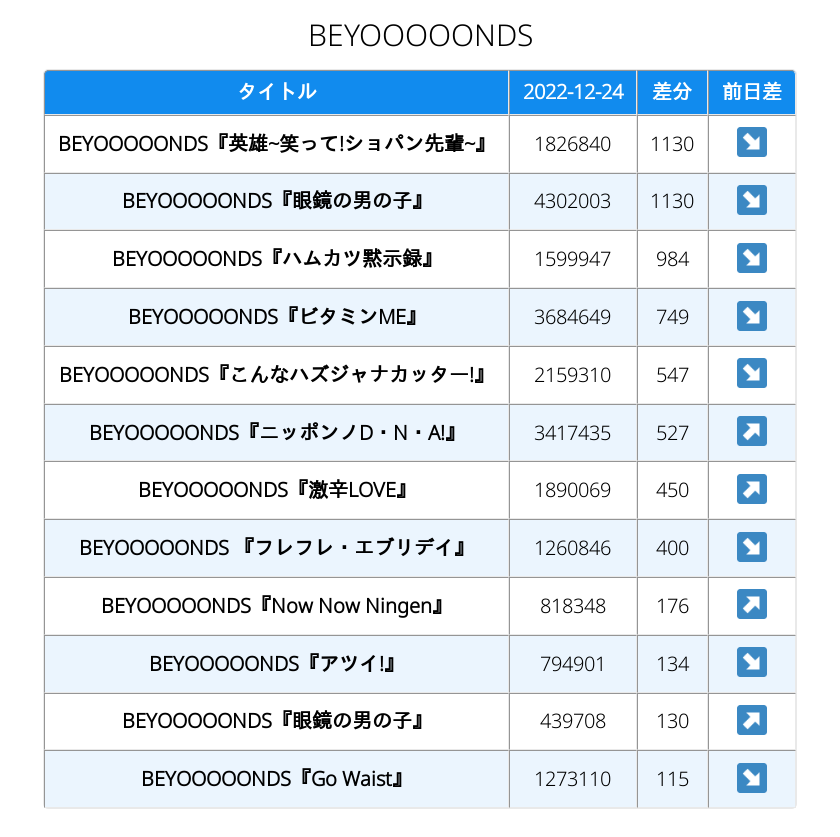 BEYOOOOONDS
タイトル 2022-12-24 差分 前日差
BEYOOOOONDS『英雄~笑って!ショパン先輩~』 1826840 1130 ↘
BEYOOOOONDS『眼鏡の男の子』 4302003 1130 ↘
BEYOOOOONDS『ハムカツ黙示録』 1599947 984 ↘
BEYOOOOONDS『ビタミンME』 3684649 749 ↘
BEYOOOOONDS『こんなハズジャナカッター!』 2159310 547 ↘
BEYOOOOONDS『ニッポンノD・N・A!』 3417435 527 ↗
BEYOOOOONDS『激辛LOVE』 1890069 450 ↗
BEYOOOOONDS 『フレフレ・エブリデイ』 1260846 400 ↘
BEYOOOOONDS『Now Now Ningen』 818348 176 ↗
BEYOOOOONDS『アツイ!』 794901 134 ↘
BEYOOOOONDS『眼鏡の男の子』 439708 130 ↗
BEYOOOOONDS『Go Waist』 1273110 115 ↘